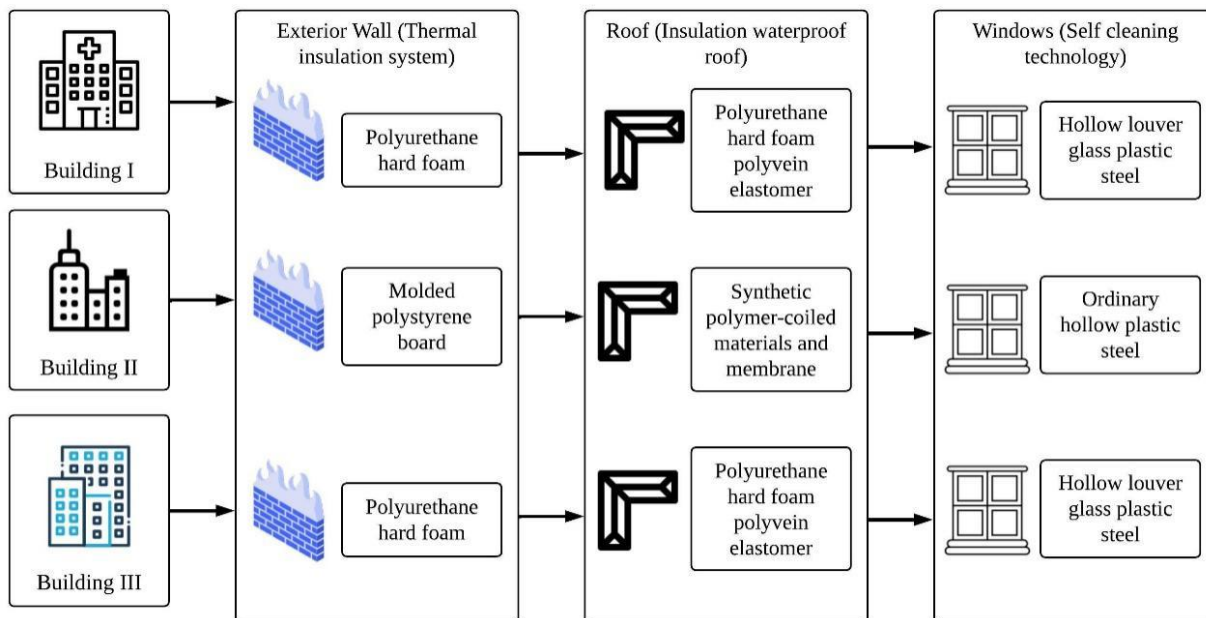 Exterior Wall (Thermal
insulation system)
Roof (Insulation waterproof
roof)
Windows (Self cleaning
technology)
Building I
Polyurethane
hard foam
Polyurethane
hard foam
polyvein
elastomer
Hollow louver
glass plastic
steel
Building II
Molded
polystyrene
board
Synthetic
polymer-coiled
materials and
membrane
Ordinary
hollow plastic
steel
Building III
Polyurethane
hard foam
Polyurethane
hard foam
polyvein
elastomer
Hollow louver
glass plastic
steel